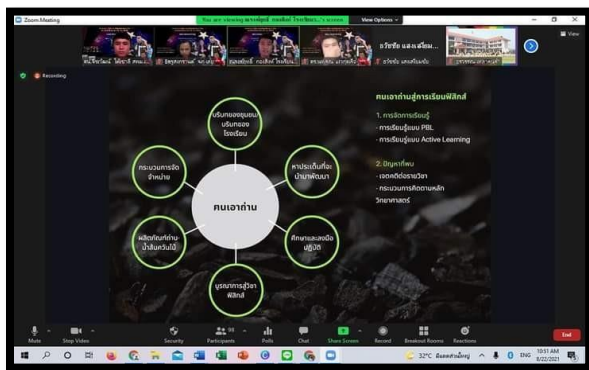 Zoom Meeting
View Options
View
Recording
บริบทของชุมชน/
บริบทของ
โรงเรียน
หาประเด็นที่จะ
นำมาพัฒนา
ศึกษาและลงมือ
ปฏิบัติ
บูรณาการสู่วิชา
ฟิสิกส์
ผลิตภัณฑ์ถ่าน-
น้ำส้มควันไม้
กระบวนการจัด
จำหน่าย
คนเอาถ่าน
คนเอาถ่านสู่การเรียนฟิสิกส์
1. การจัดการเรียนรู้
- การเรียนรู้แบบ PBL
- การเรียนรู้แบบ Active Learning
2. ปัญหาที่พบ
- เจตคติต่อรายวิชา
- กระบวนการคิดตามหลัก
วิทยาศาสตร์
Mute
Stop Video
Security
Participants
Polls
Chat
Share Screen
Record
Breakout Rooms
Reactions
End
32°C มีแดดส่วนใหญ่
ENG
10:31 AM
8/22/2021